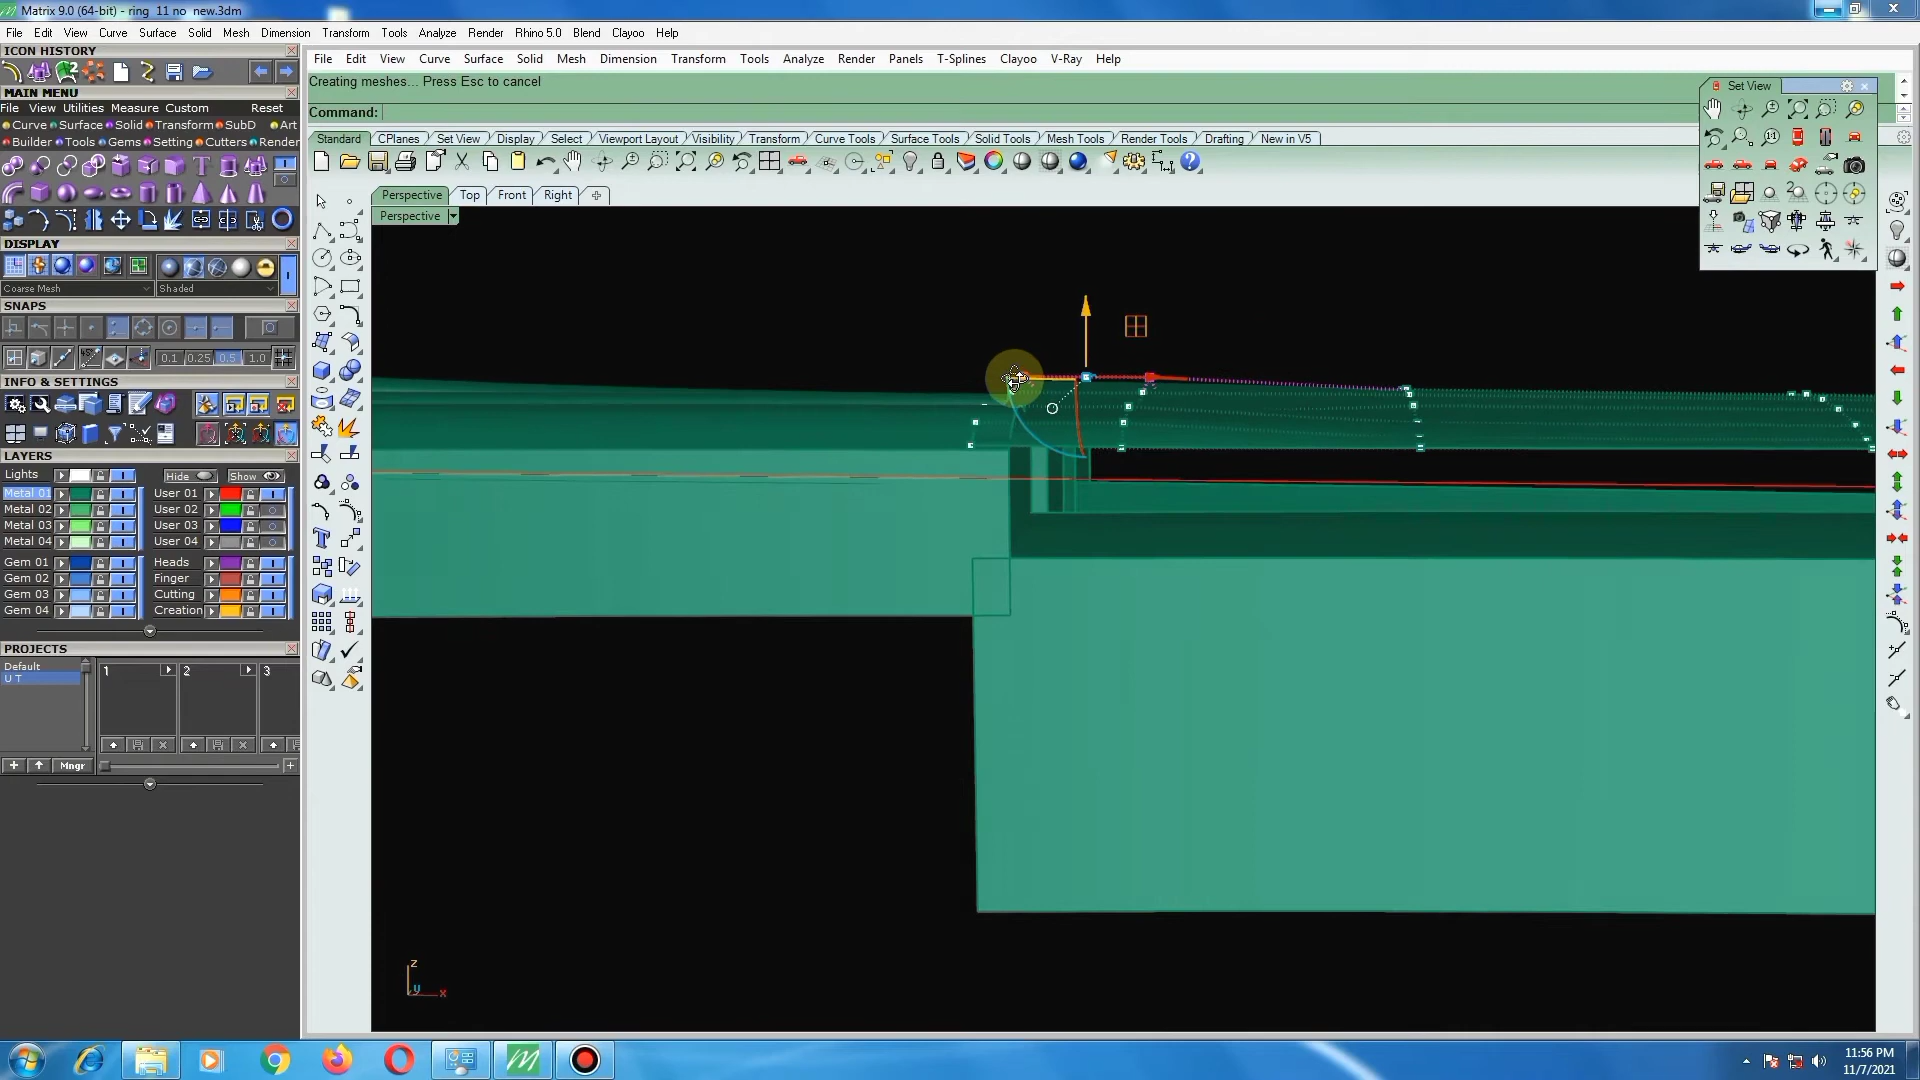 Matrix 9.0 (64-bit) - ring  11 no  new.3dm
File Edit View Curve Surface Solid Mesh Dimension Transform Tools Analyze Render Rhino 5.0 Blend Clayoo Help
ICON HISTORY
MAIN MENU
File View Utilities Measure Custom Reset
Curve Surface Solid Transform SubD Art
Builder Tools Gems Setting Cutters Render
DISPLAY
Coarse Mesh Shaded
SNAPS
0.1 0.25 0.5 1.0
INFO & SETTINGS
LAYERS
Lights Hide Show
Metal 01 User 01
Metal 02 User 02
Metal 03 User 03
Metal 04 User 04
Gem 01 Heads
Gem 02 Finger
Gem 03 Cutting
Gem 04 Creation
PROJECTS
Default
U T
1 2 3
Mngr
File Edit View Curve Surface Solid Mesh Dimension Transform Tools Analyze Render Panels T-Splines Clayoo V-Ray Help
Creating meshes... Press Esc to cancel
Command:
Standard CPlanes Set View Display Select Viewport Layout Visibility Transform Curve Tools Surface Tools Solid Tools Mesh Tools Render Tools Drafting New in V5
Perspective Top Front Right
Perspective
Set View
z
y x
11:56 PM
11/7/2021